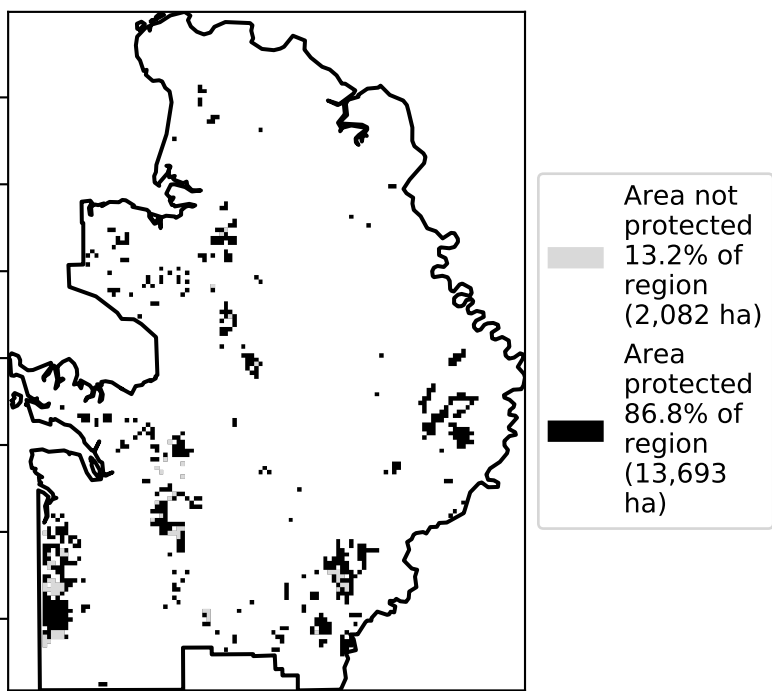 Area not
protected
13.2% of
region
(2,082 ha)
Area
protected
86.8% of
region
(13,693
ha)